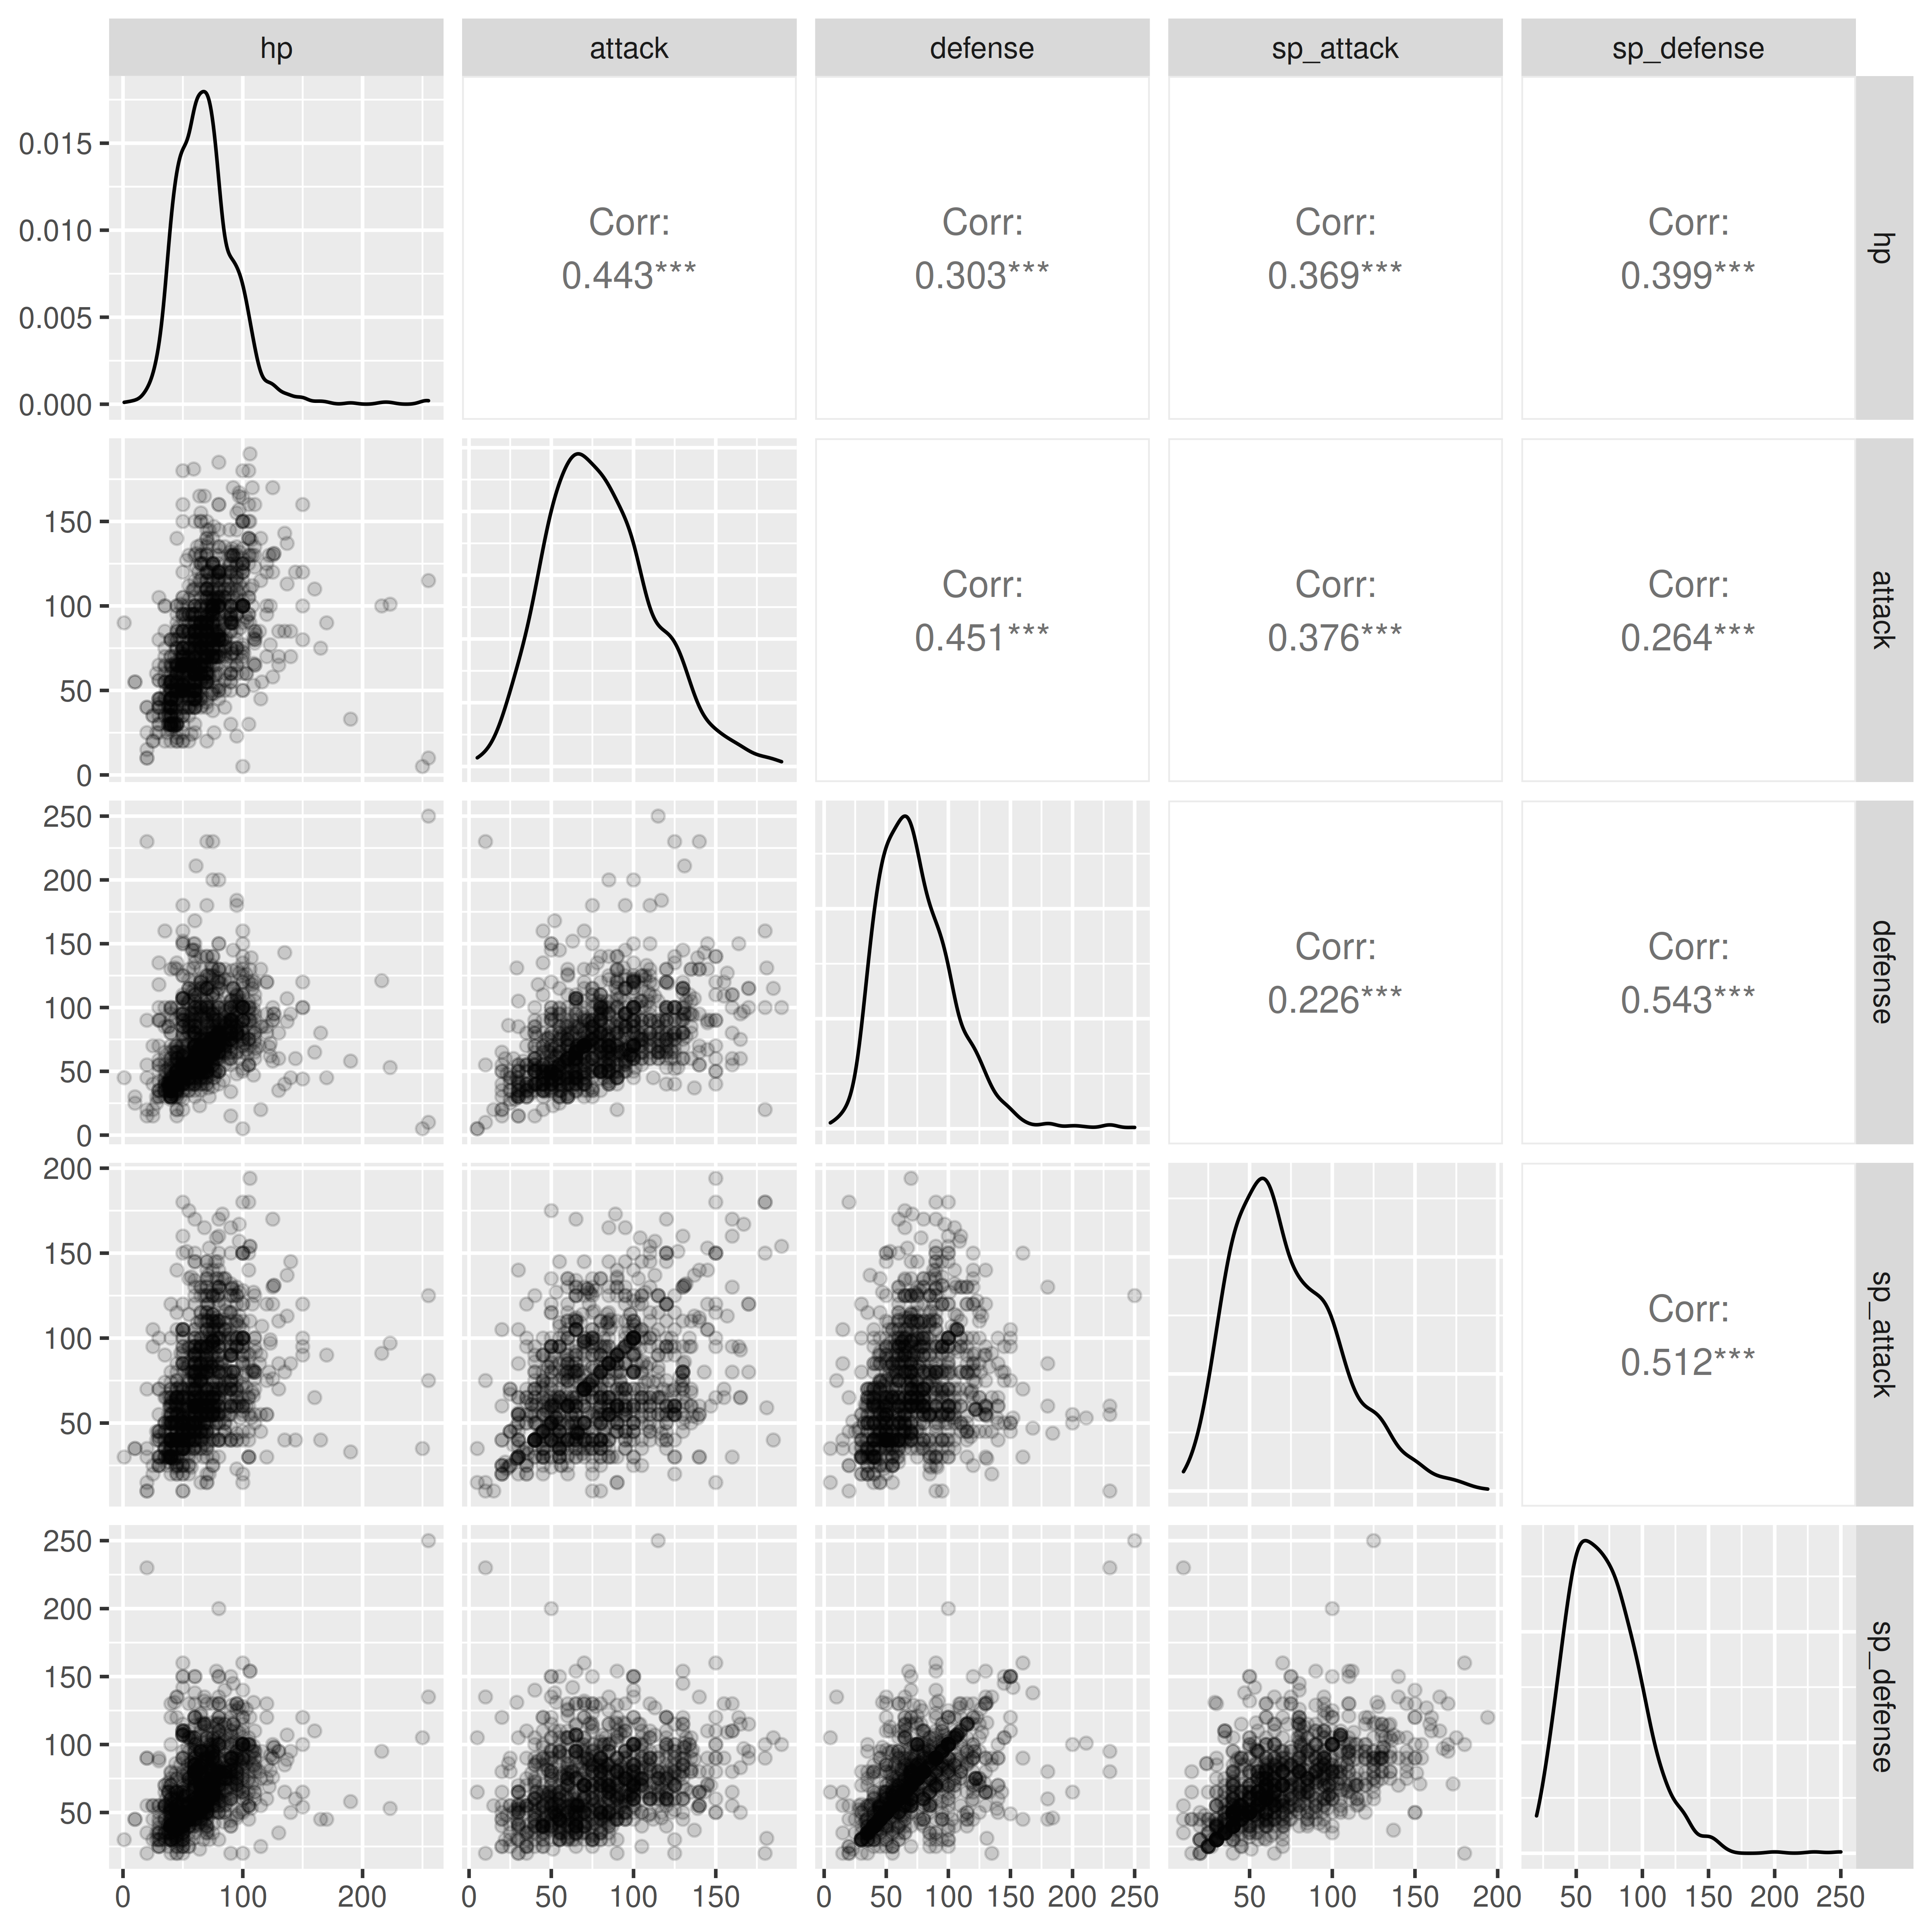 hp attack defense sp_attack sp_defense
0.015
0.010
0.005
0.000
Corr:
0.443***
Corr:
0.303***
Corr:
0.369***
Corr:
0.399***
hp
150
100
50
0
Corr:
0.451***
Corr:
0.376***
Corr:
0.264***
attack
250
200
150
100
50
0
Corr:
0.226***
Corr:
0.543***
defense
200
150
100
50
Corr:
0.512***
sp_attack
250
200
150
100
50
sp_defense
0 100 200 0 50 100 150 0 50 100 150 200 250 50 100 150 200 50 100 150 200 250